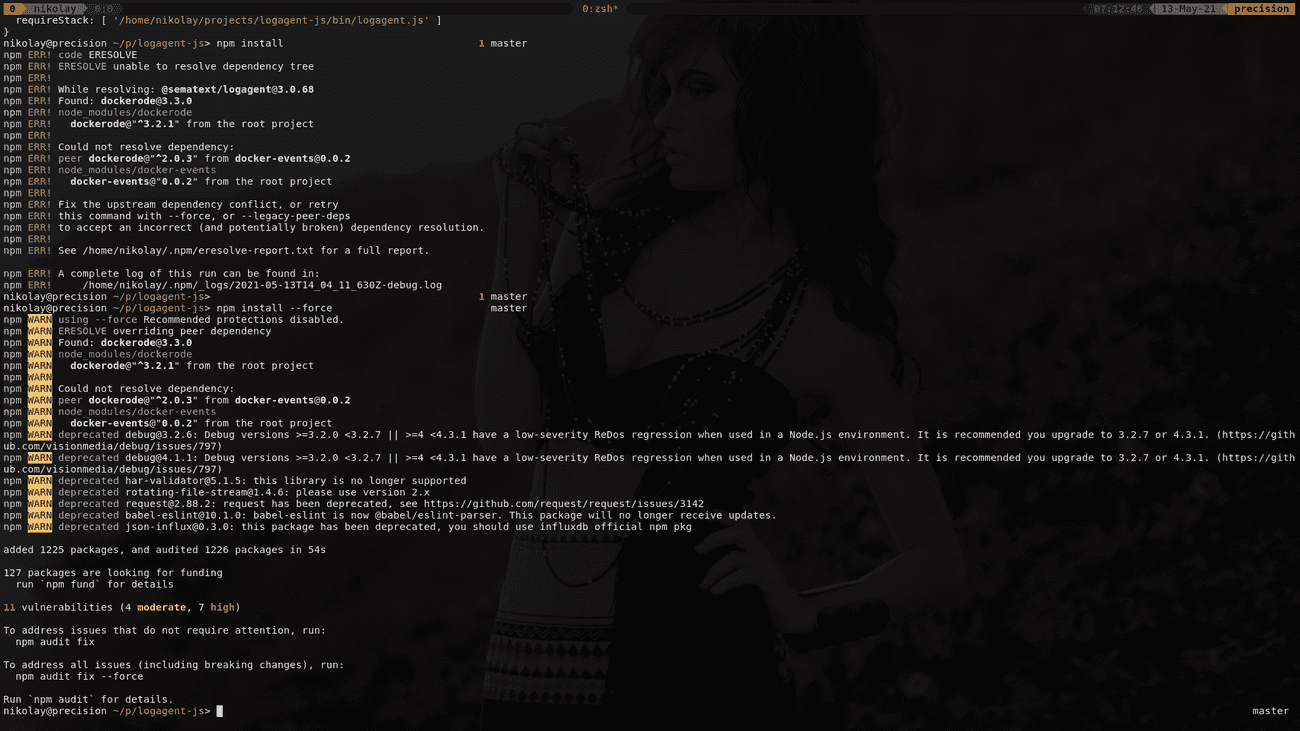 0 nikolay 0:0 0:zsh* 07:12:46 13-May-21 precision
requireStack: [ '/home/nikolay/projects/logagent-js/bin/logagent.js' ]
}
nikolay@precision ~/p/logagent-js> npm install 1 master
npm ERR! code ERESOLVE
npm ERR! ERESOLVE unable to resolve dependency tree
npm ERR!
npm ERR! While resolving: @sematext/logagent@3.0.68
npm ERR! Found: dockerode@3.3.0
npm ERR! node_modules/dockerode
npm ERR!   dockerode@"^3.2.1" from the root project
npm ERR!
npm ERR! Could not resolve dependency:
npm ERR! peer dockerode@"^2.0.3" from docker-events@0.0.2
npm ERR! node_modules/docker-events
npm ERR!   docker-events@"0.0.2" from the root project
npm ERR!
npm ERR! Fix the upstream dependency conflict, or retry
npm ERR! this command with --force, or --legacy-peer-deps
npm ERR! to accept an incorrect (and potentially broken) dependency resolution.
npm ERR!
npm ERR! See /home/nikolay/.npm/eresolve-report.txt for a full report.
npm ERR! A complete log of this run can be found in:
npm ERR!     /home/nikolay/.npm/_logs/2021-05-13T14_04_11_630Z-debug.log
nikolay@precision ~/p/logagent-js> 1 master
nikolay@precision ~/p/logagent-js> npm install --force master
npm WARN using --force Recommended protections disabled.
npm WARN ERESOLVE overriding peer dependency
npm WARN Found: dockerode@3.3.0
npm WARN node_modules/dockerode
npm WARN   dockerode@"^3.2.1" from the root project
npm WARN
npm WARN Could not resolve dependency:
npm WARN peer dockerode@"^2.0.3" from docker-events@0.0.2
npm WARN node_modules/docker-events
npm WARN   docker-events@"0.0.2" from the root project
npm WARN deprecated debug@3.2.6: Debug versions >=3.2.0 <3.2.7 || >=4 <4.3.1 have a low-severity ReDos regression when used in a Node.js environment. It is recommended you upgrade to 3.2.7 or 4.3.1. (https://gith
ub.com/visionmedia/debug/issues/797)
npm WARN deprecated debug@4.1.1: Debug versions >=3.2.0 <3.2.7 || >=4 <4.3.1 have a low-severity ReDos regression when used in a Node.js environment. It is recommended you upgrade to 3.2.7 or 4.3.1. (https://gith
ub.com/visionmedia/debug/issues/797)
npm WARN deprecated har-validator@5.1.5: this library is no longer supported
npm WARN deprecated rotating-file-stream@1.4.6: please use version 2.x
npm WARN deprecated request@2.88.2: request has been deprecated, see https://github.com/request/request/issues/3142
npm WARN deprecated babel-eslint@10.1.0: babel-eslint is now @babel/eslint-parser. This package will no longer receive updates.
npm WARN deprecated json-influx@0.3.0: this package has been deprecated, you should use influxdb official npm pkg
added 1225 packages, and audited 1226 packages in 54s
127 packages are looking for funding
run `npm fund` for details
11 vulnerabilities (4 moderate, 7 high)
To address issues that do not require attention, run:
npm audit fix
To address all issues (including breaking changes), run:
npm audit fix --force
Run `npm audit` for details.
nikolay@precision ~/p/logagent-js> master